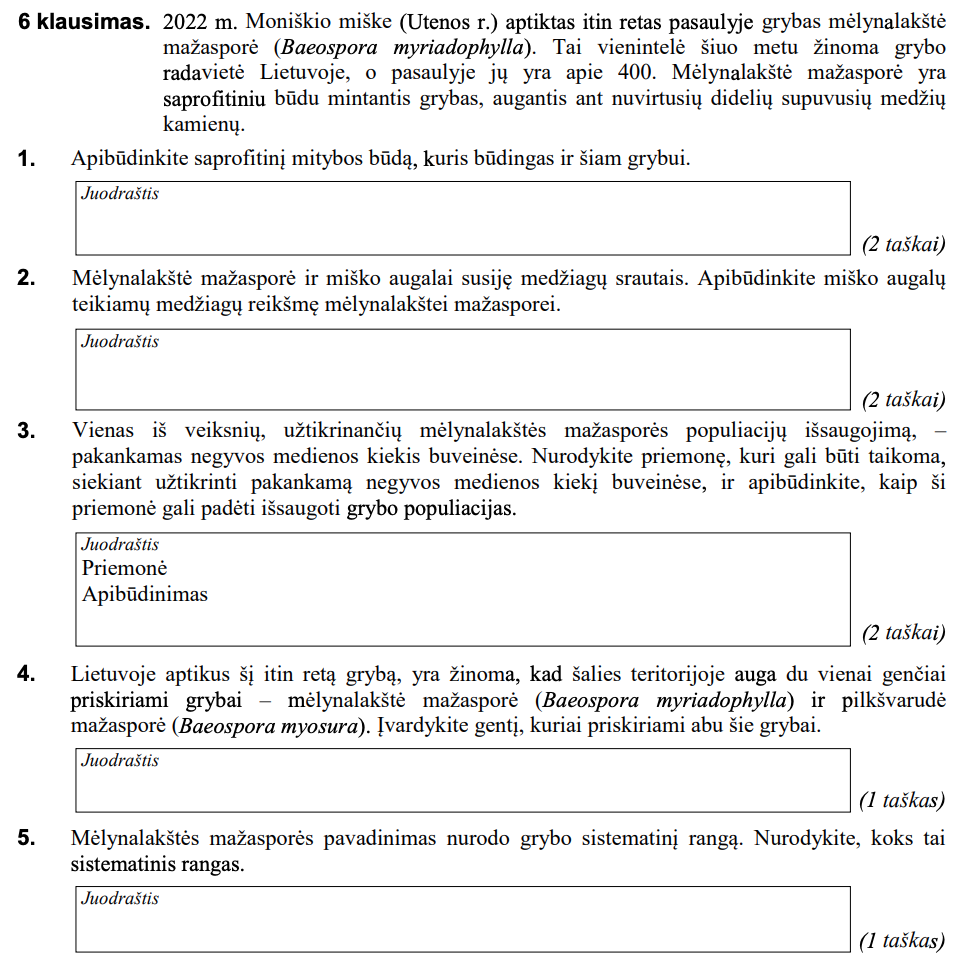 6 klausimas. 2022 m. Moniškio miške (Utenos r.) aptiktas itin retas pasaulyje grybas mėlynalakštė
mažasporė (Baeospora myriadophylla). Tai vienintelė šiuo metu žinoma grybo
radavietė Lietuvoje, o pasaulyje jų yra apie 400. Mėlynalakštė mažasporė yra
saprofitiniu būdu mintantis grybas, augantis ant nuvirtusių didelių supuvusių medžių
kamienų.
1. Apibūdinkite saprofitinį mitybos būdą, kuris būdingas ir šiam grybui.
Juodraštis
(2 taškai)
2. Mėlynalakštė mažasporė ir miško augalai susiję medžiagų srautais. Apibūdinkite miško augalų
teikiamų medžiagų reikšmę mėlynalakštei mažasporei.
Juodraštis
(2 taškai)
3. Vienas iš veiksnių, užtikrinančių mėlynalakštės mažasporės populiacijų išsaugojimą, –
pakankamas negyvos medienos kiekis buveinėse. Nurodykite priemonę, kuri gali būti taikoma,
siekiant užtikrinti pakankamą negyvos medienos kiekį buveinėse, ir apibūdinkite, kaip ši
priemonė gali padėti išsaugoti grybo populiacijas.
Juodraštis
Priemonė
Apibūdinimas
(2 taškai)
4. Lietuvoje aptikus šį itin retą grybą, yra žinoma, kad šalies teritorijoje auga du vienai genčiai
priskiriami grybai – mėlynalakštė mažasporė (Baeospora myriadophylla) ir pilkšvarudė
mažasporė (Baeospora myosura). Įvardykite gentį, kuriai priskiriami abu šie grybai.
Juodraštis
(1 taškas)
5. Mėlynalakštės mažasporės pavadinimas nurodo grybo sistematinį rangą. Nurodykite, koks tai
sistematinis rangas.
Juodraštis
(1 taškas)